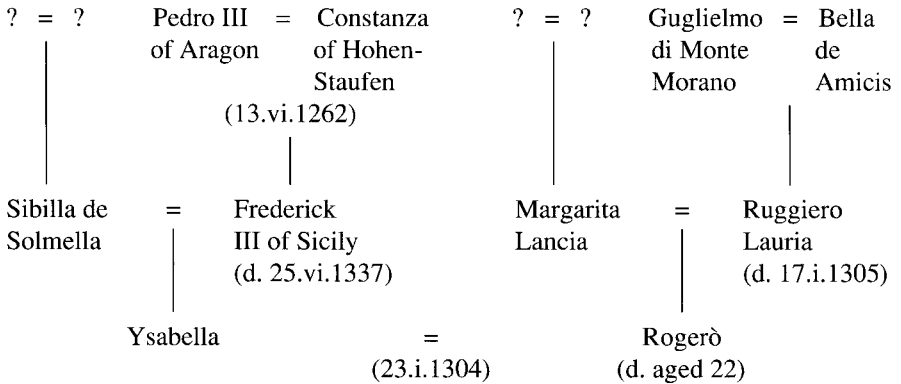 ? = ? Pedro III = Constanza ? = ? Guglielmo = Bella
of Aragon of Hohen- di Monte de
Staufen Morano Amicis
(13.vi.1262)
Sibilla de = Frederick Margarita = Ruggiero
Solmella III of Sicily Lancia Lauria
(d. 25.vi.1337) (d. 17.i.1305)
Ysabella = Rogerò
(23.i.1304) (d. aged 22)